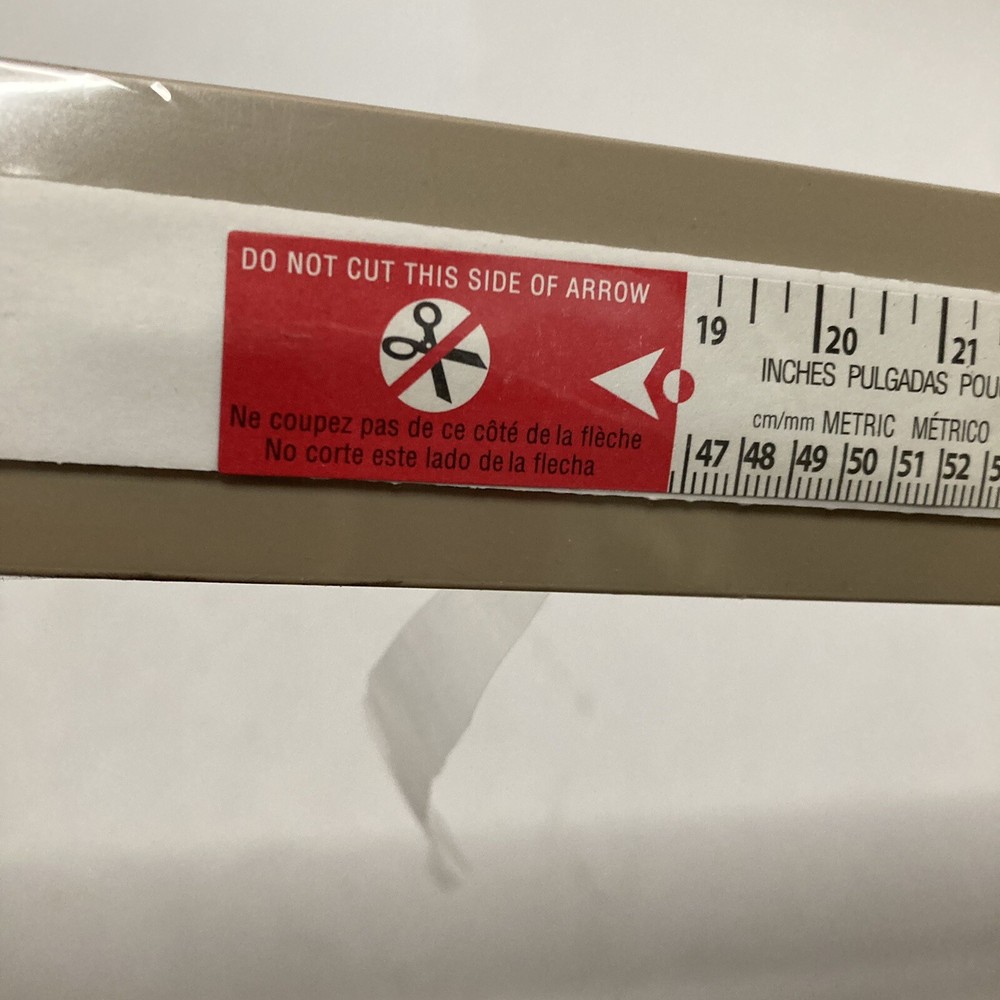 DO NOT CUT THIS SIDE OF ARROW
Ne coupez pas de ce côté de la flèche
No corte este lado de la flecha
19 20 21
INCHES PULGADAS
cm/mm METRIC MÉTRICO
47 48 49 50 51 52